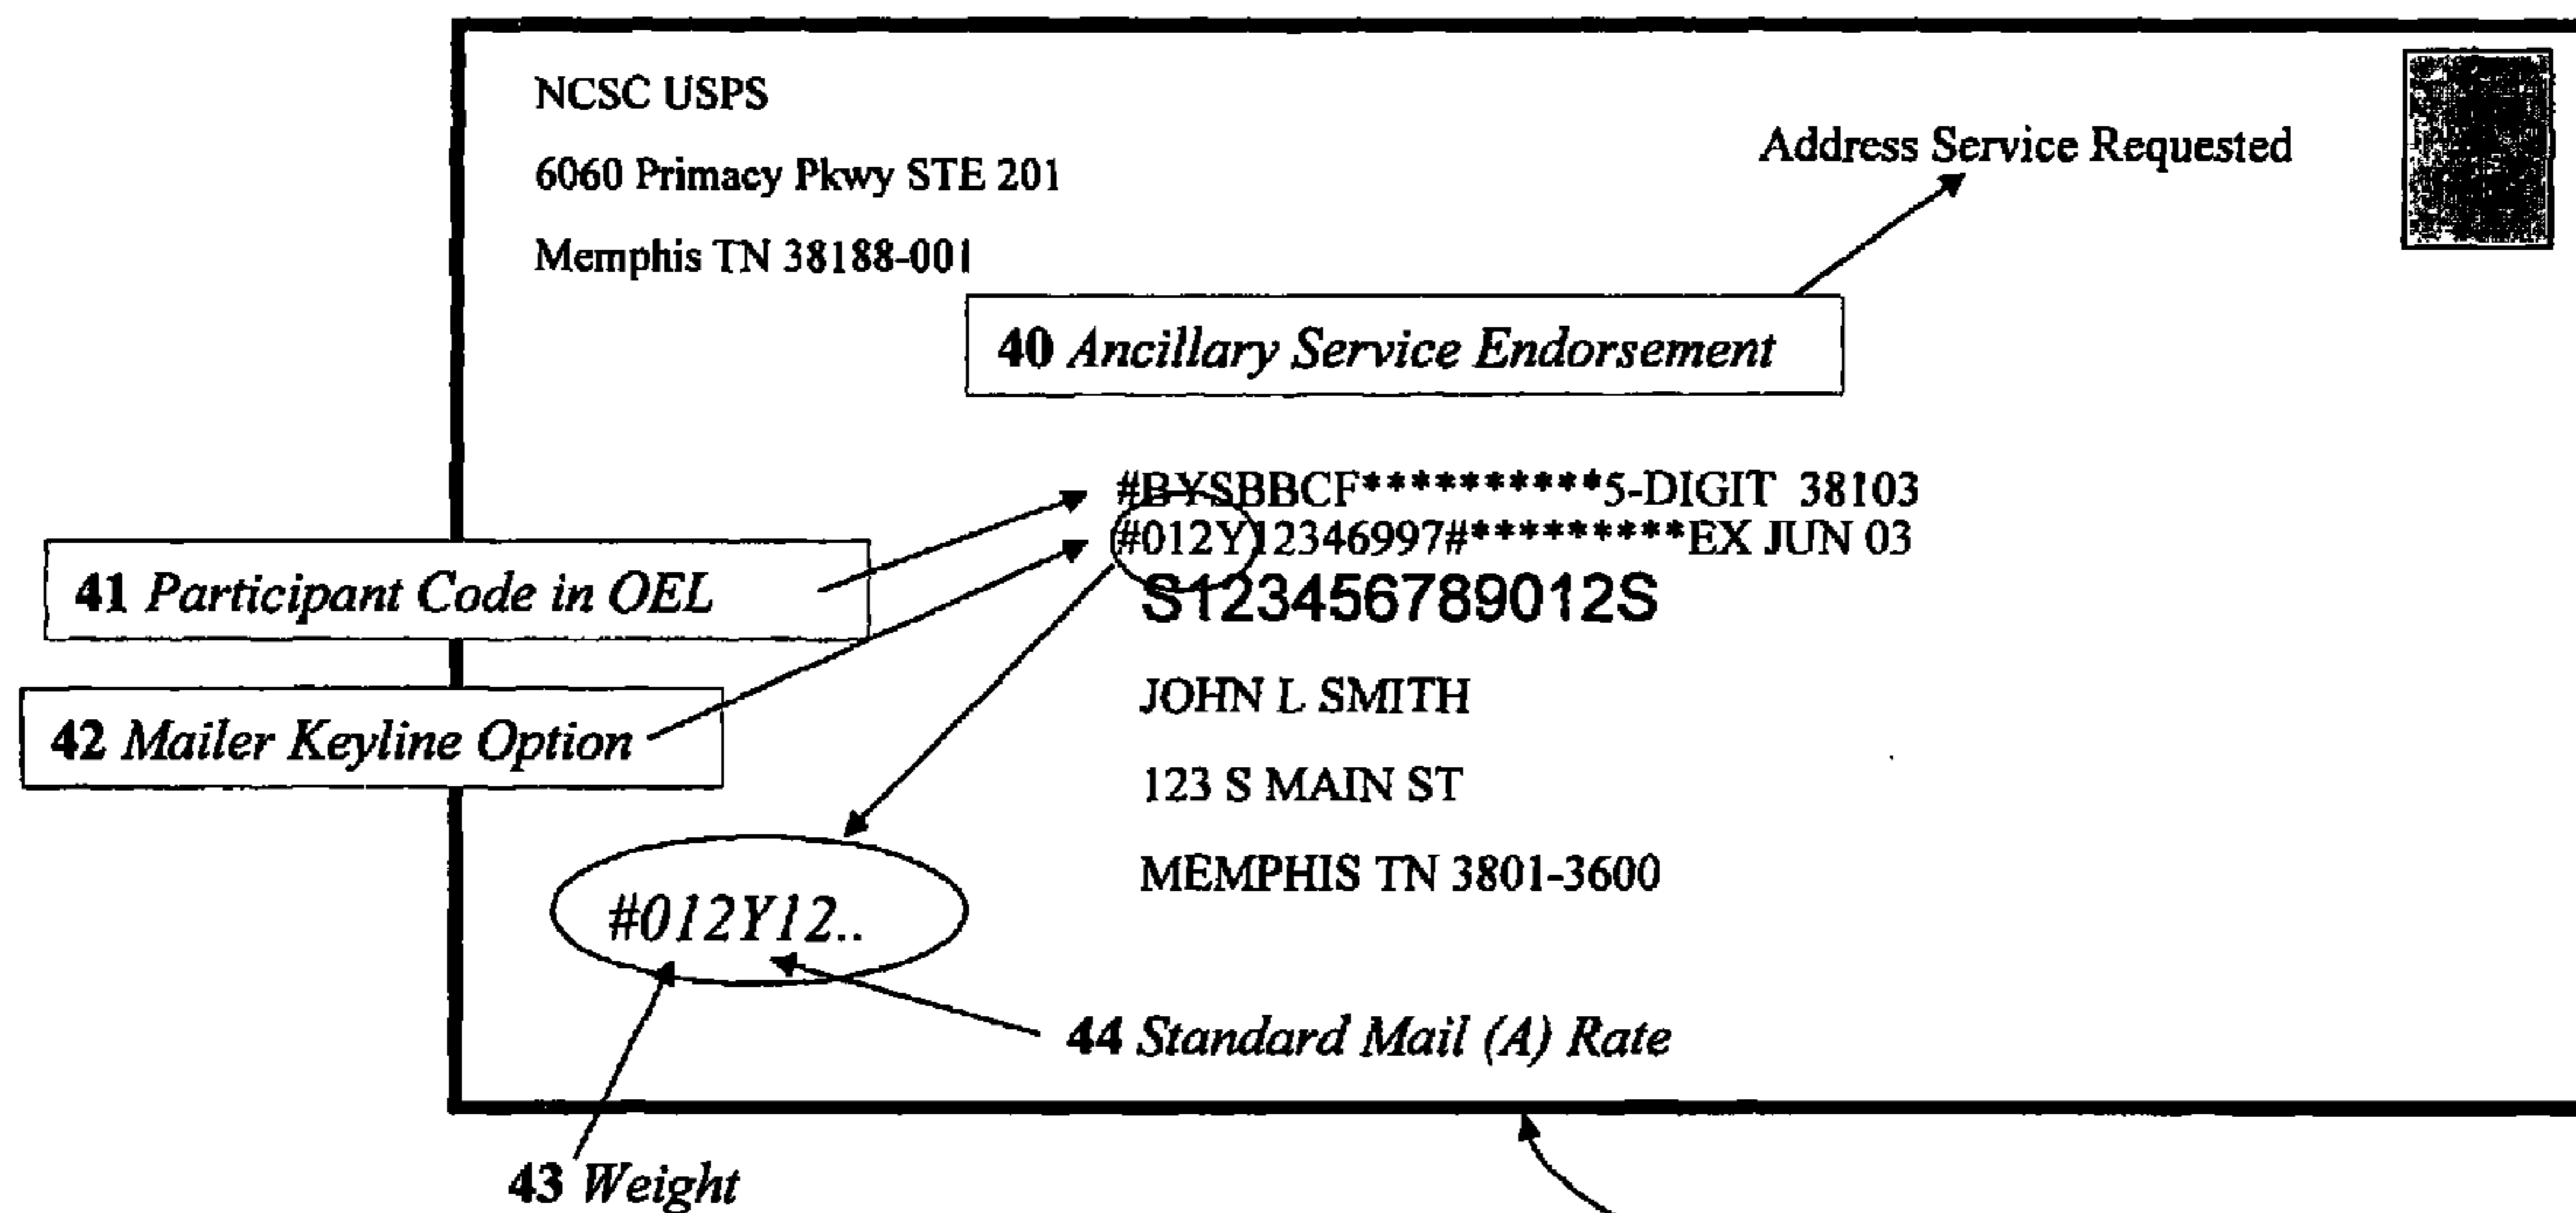 NCSC USPS
6060 Primacy Pkwy STE 201
Memphis TN 38188-001
Address Service Requested
40 Ancillary Service Endorsement
#BYSBBCF**********5-DIGIT 38103
#012Y12346997#*********EX JUN 03
S123456789012S
41 Participant Code in OEL
JOHN L SMITH
42 Mailer Keyline Option
123 S MAIN ST
MEMPHIS TN 3801-3600
#012Y12..
44 Standard Mail (A) Rate
43 Weight